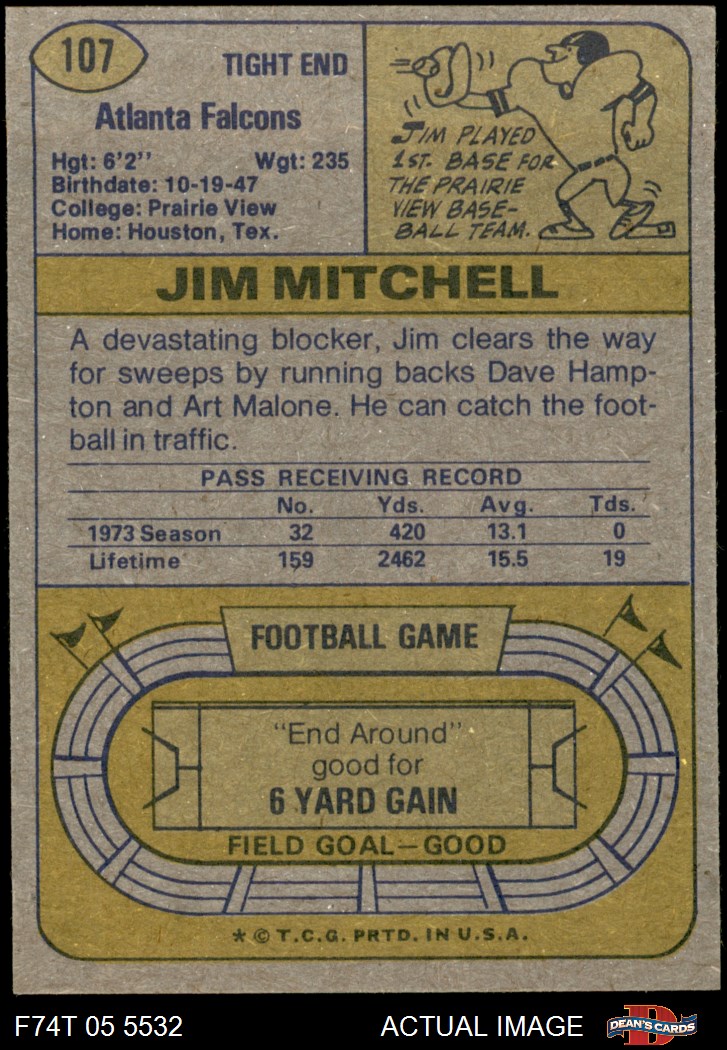 107
TIGHT END
Atlanta Falcons
Hgt: 6'2" Wgt: 235
Birthdate: 10-19-47
College: Prairie View
Home: Houston, Tex.
JIM PLAYED
1ST. BASE FOR
THE PRAIRIE
VIEW BASE-
BALL TEAM.
JIM MITCHELL
A devastating blocker, Jim clears the way
for sweeps by running backs Dave Hamp-
ton and Art Malone. He can catch the foot-
ball in traffic.
PASS RECEIVING RECORD
No. Yds. Avg. Tds.
1973 Season 32 420 13.1 0
Lifetime 159 2462 15.5 19
FOOTBALL GAME
"End Around"
good for
6 YARD GAIN
FIELD GOAL—GOOD
* © T.C.G. PRTD. IN U.S.A.
F74T 05 5532 ACTUAL IMAGE D DEAN'S CARDS